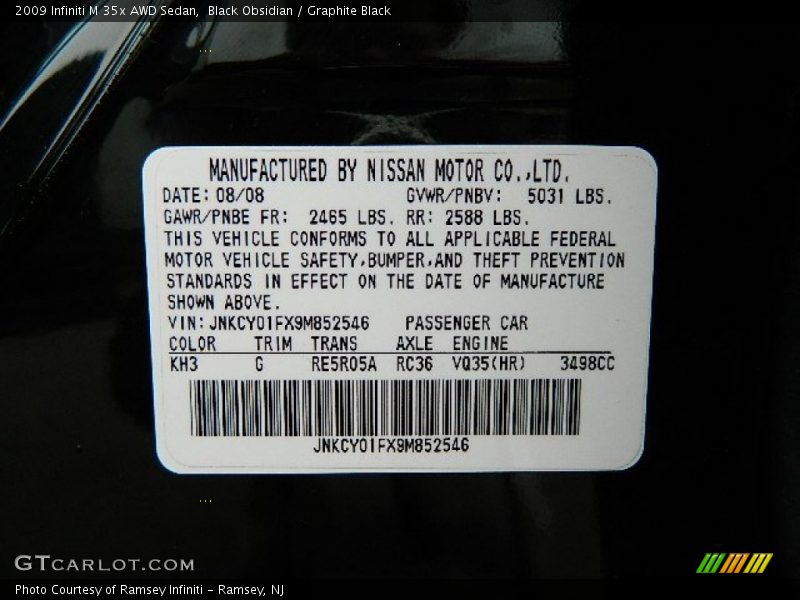 2009 Infiniti M 35x AWD Sedan,  Black Obsidian / Graphite Black
MANUFACTURED BY NISSAN MOTOR CO.,LTD.
DATE: 08/08 GVWR/PNBV: 5031 LBS.
GAWR/PNBE FR: 2465 LBS. RR: 2588 LBS.
THIS VEHICLE CONFORMS TO ALL APPLICABLE FEDERAL
MOTOR VEHICLE SAFETY,BUMPER,AND THEFT PREVENTION
STANDARDS IN EFFECT ON THE DATE OF MANUFACTURE
SHOWN ABOVE.
VIN: JNKCY01FX9M852546 PASSENGER CAR
COLOR TRIM TRANS AXLE ENGINE
KH3 G RE5R05A RC36 VQ35(HR) 3498CC
JNKCY01FX9M852546
GTCARLOT.COM
Photo Courtesy of Ramsey Infiniti - Ramsey, NJ